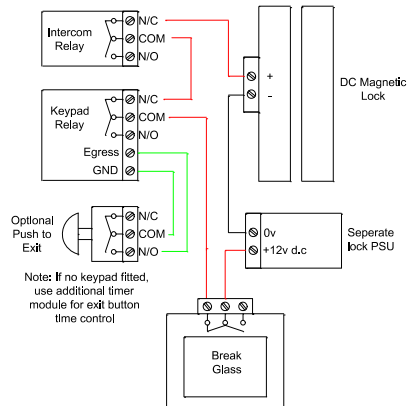 Intercom
Relay
N/C
COM
N/O
Keypad
Relay
N/C
COM
N/O
Egress
GND
Optional
Push to
Exit
N/C
COM
N/O
Note: If no keypad fitted,
use additional timer
module for exit button
time control
+
-
DC Magnetic
Lock
0v
+12v d.c
Seperate
lock PSU
Break
Glass